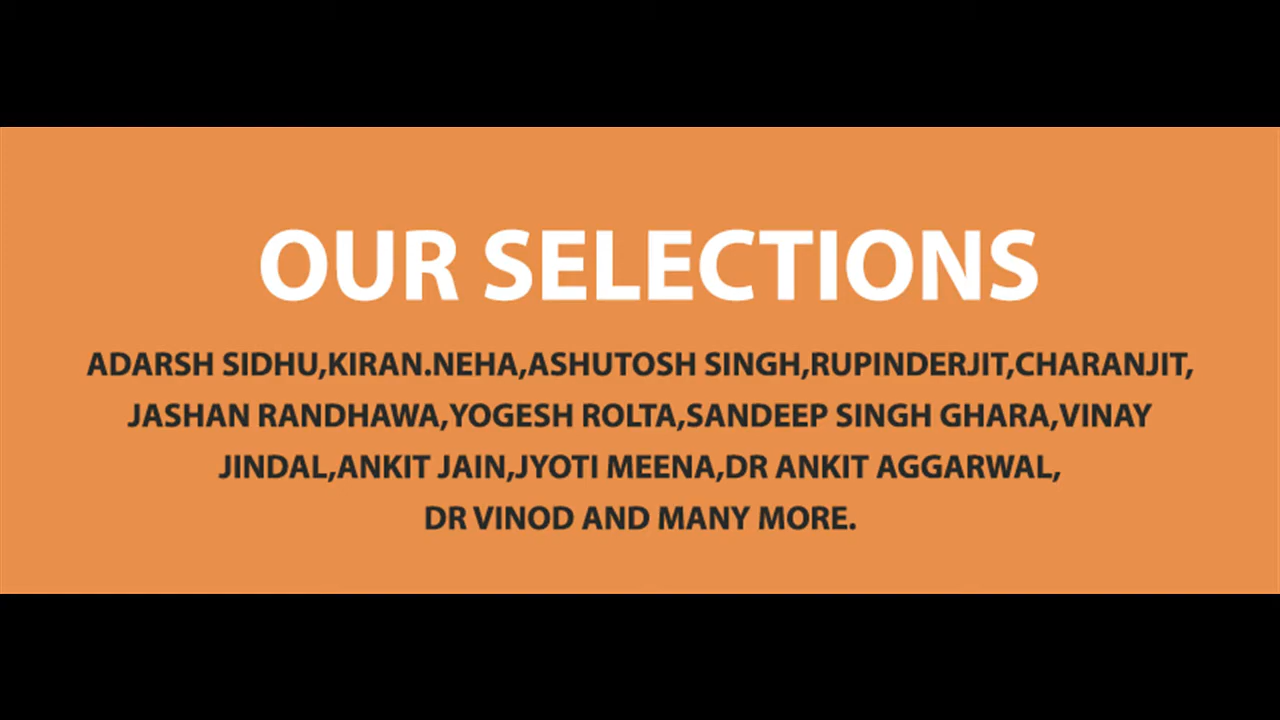 OUR SELECTIONS
ADARSH SIDHU,KIRAN.NEHA,ASHUTOSH SINGH,RUPINDERJIT,CHARANJIT,
JASHAN RANDHAWA,YOGESH ROLTA,SANDEEP SINGH GHARA,VINAY
JINDAL,ANKIT JAIN,JYOTI MEENA,DR ANKIT AGGARWAL,
DR VINOD AND MANY MORE.